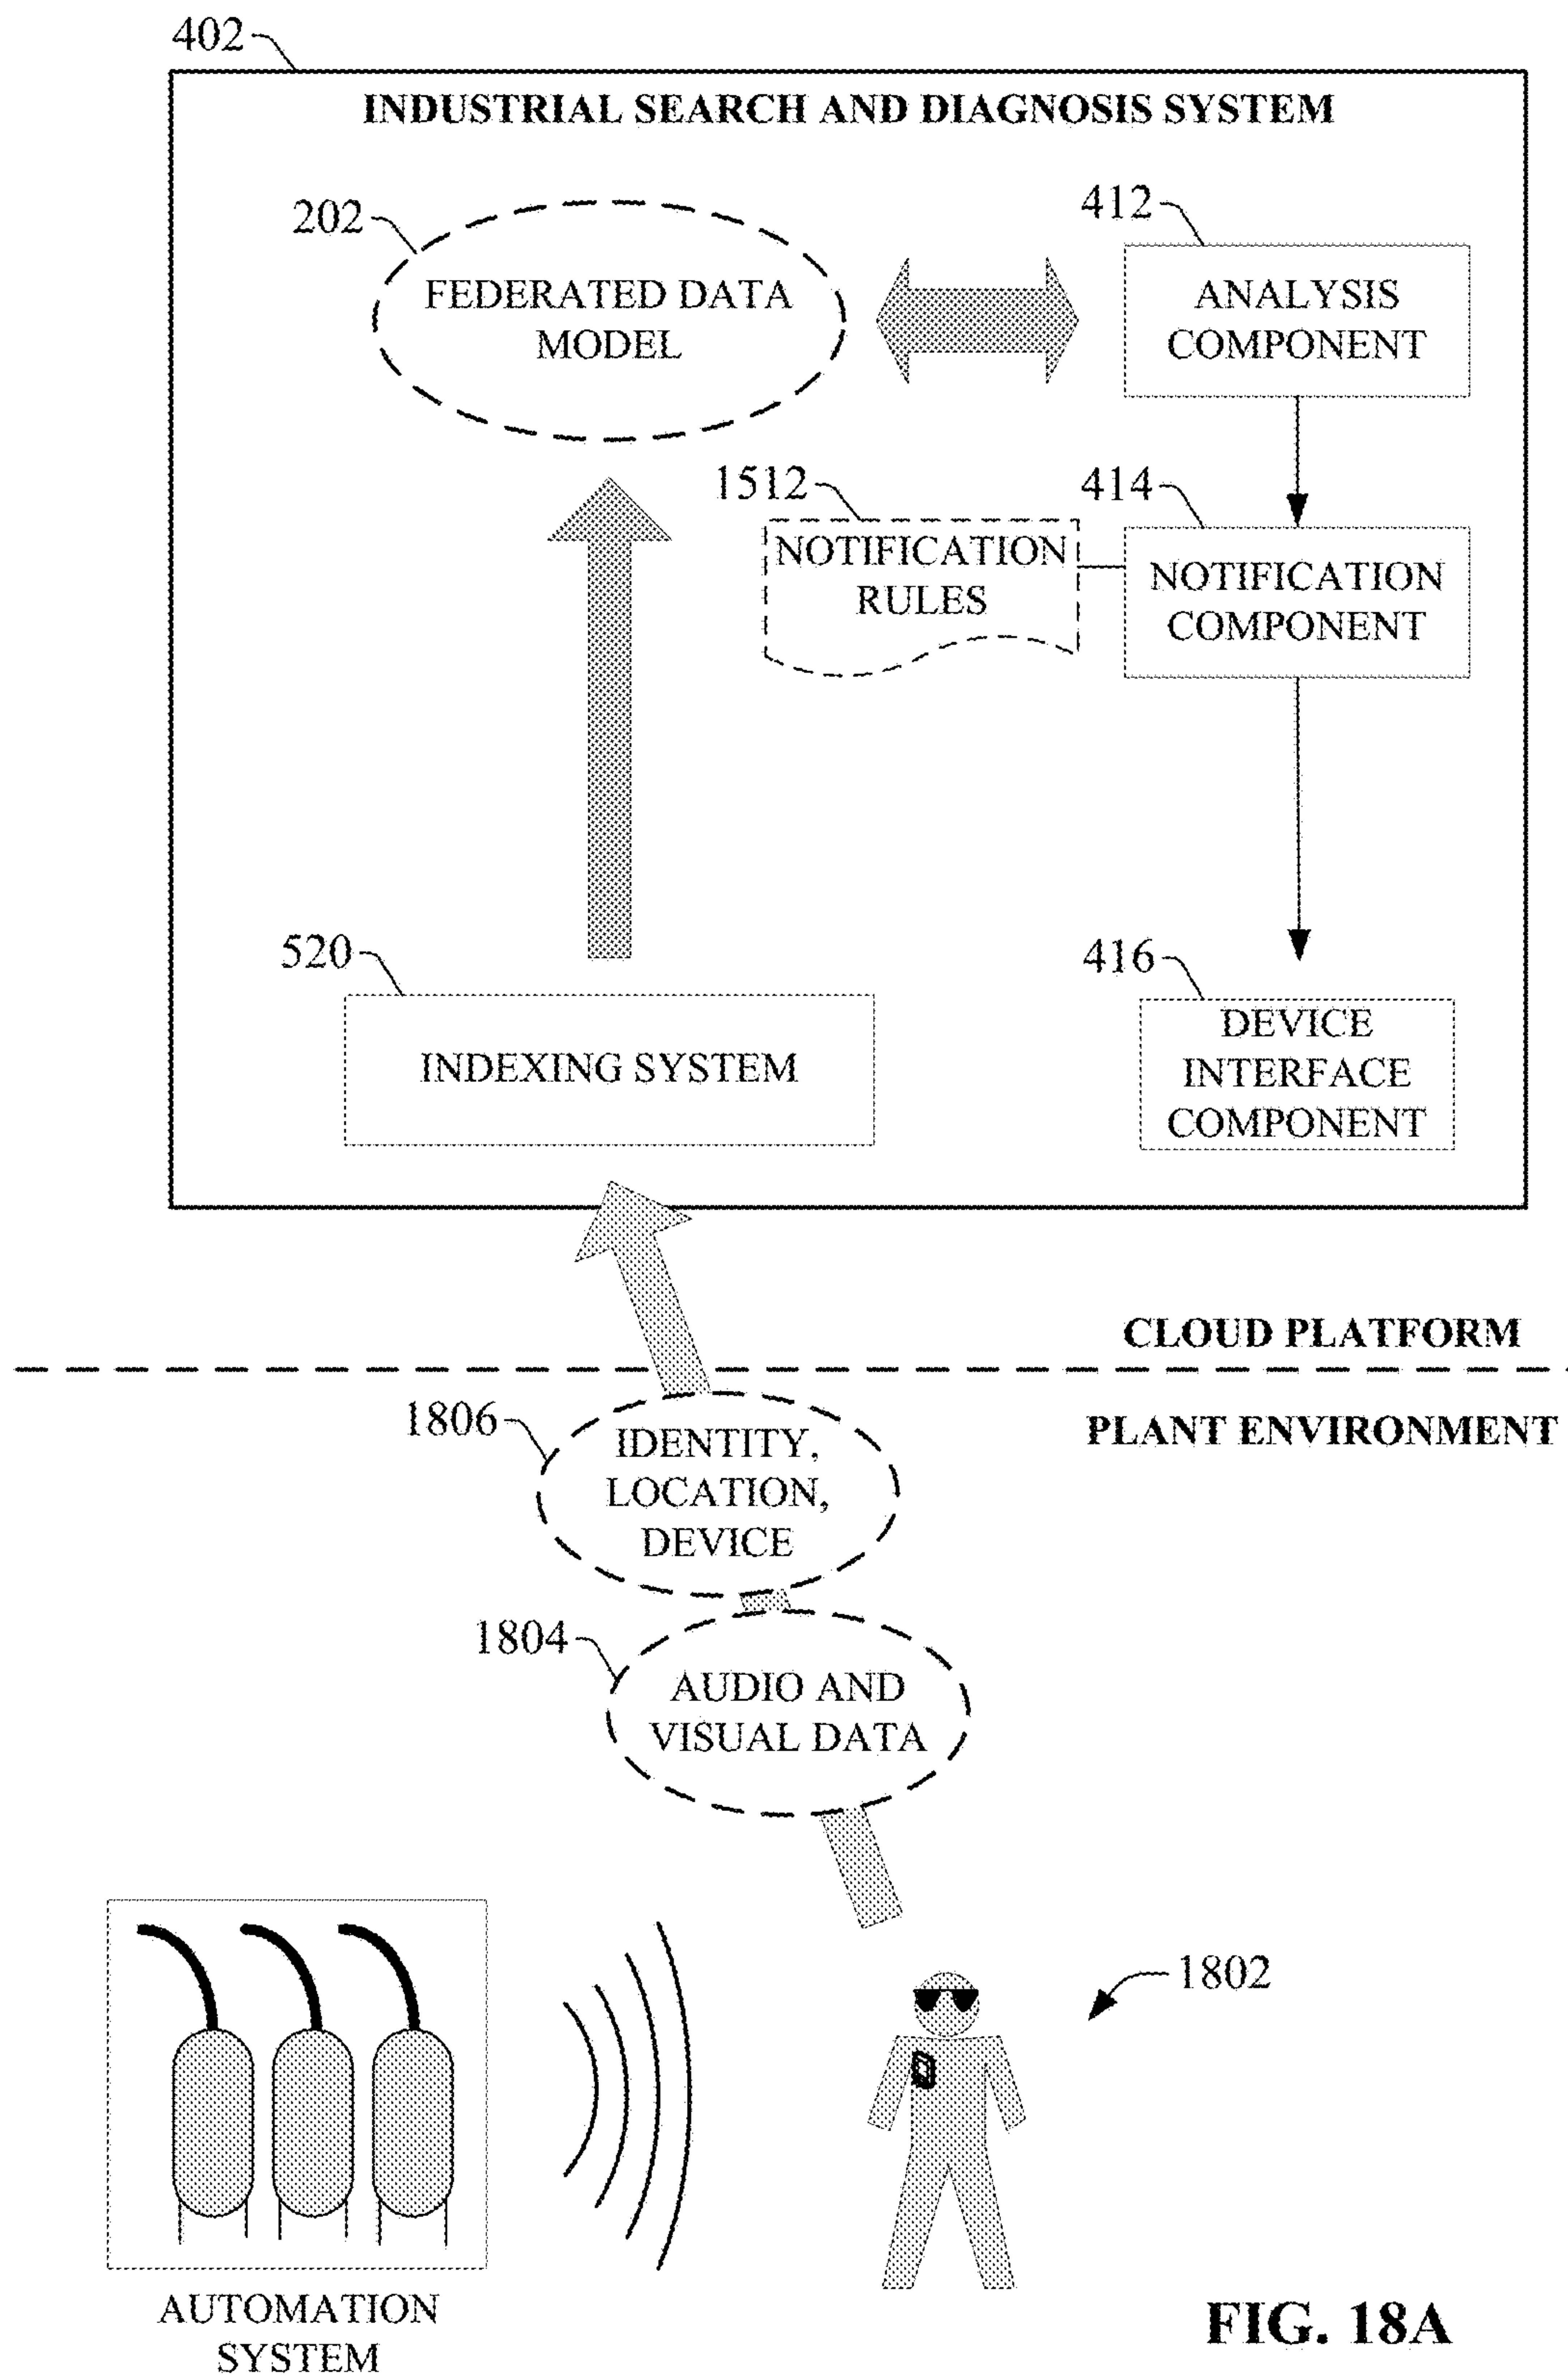 402
INDUSTRIAL SEARCH AND DIAGNOSIS SYSTEM
202
412
FEDERATED DATA
MODEL
ANALYSIS
COMPONENT
1512
414
NOTIFICATION
RULES
NOTIFICATION
COMPONENT
520
416
INDEXING SYSTEM
DEVICE
INTERFACE
COMPONENT
CLOUD PLATFORM
PLANT ENVIRONMENT
1806
IDENTITY,
LOCATION,
DEVICE
1804
AUDIO AND
VISUAL DATA
1802
AUTOMATION
SYSTEM
FIG. 18A